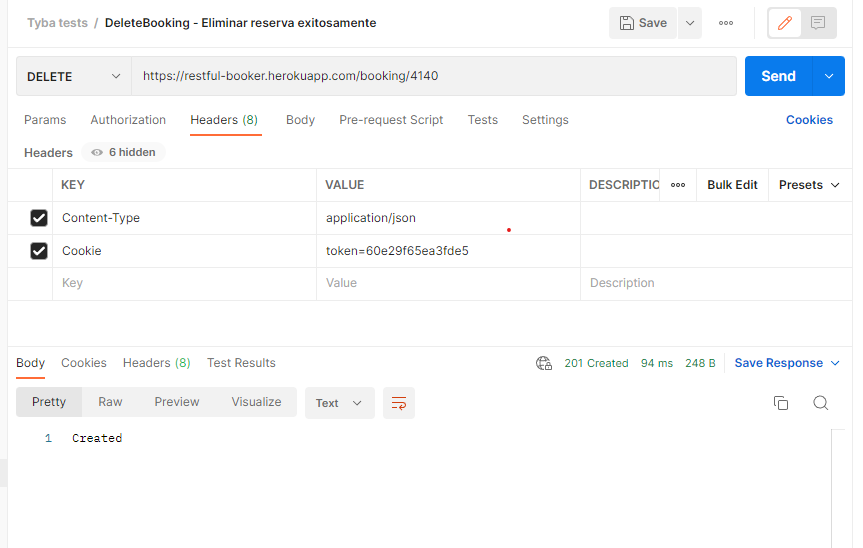 Tyba tests / DeleteBooking - Eliminar reserva exitosamente Save
DELETE https://restful-booker.herokuapp.com/booking/4140 Send
Params Authorization Headers (8) Body Pre-request Script Tests Settings Cookies
Headers 6 hidden
KEY VALUE DESCRIPTIO Bulk Edit Presets
Content-Type application/json
Cookie token=60e29f65ea3fde5
Key Value Description
Body Cookies Headers (8) Test Results 201 Created 94 ms 248 B Save Response
Pretty Raw Preview Visualize Text
1 Created